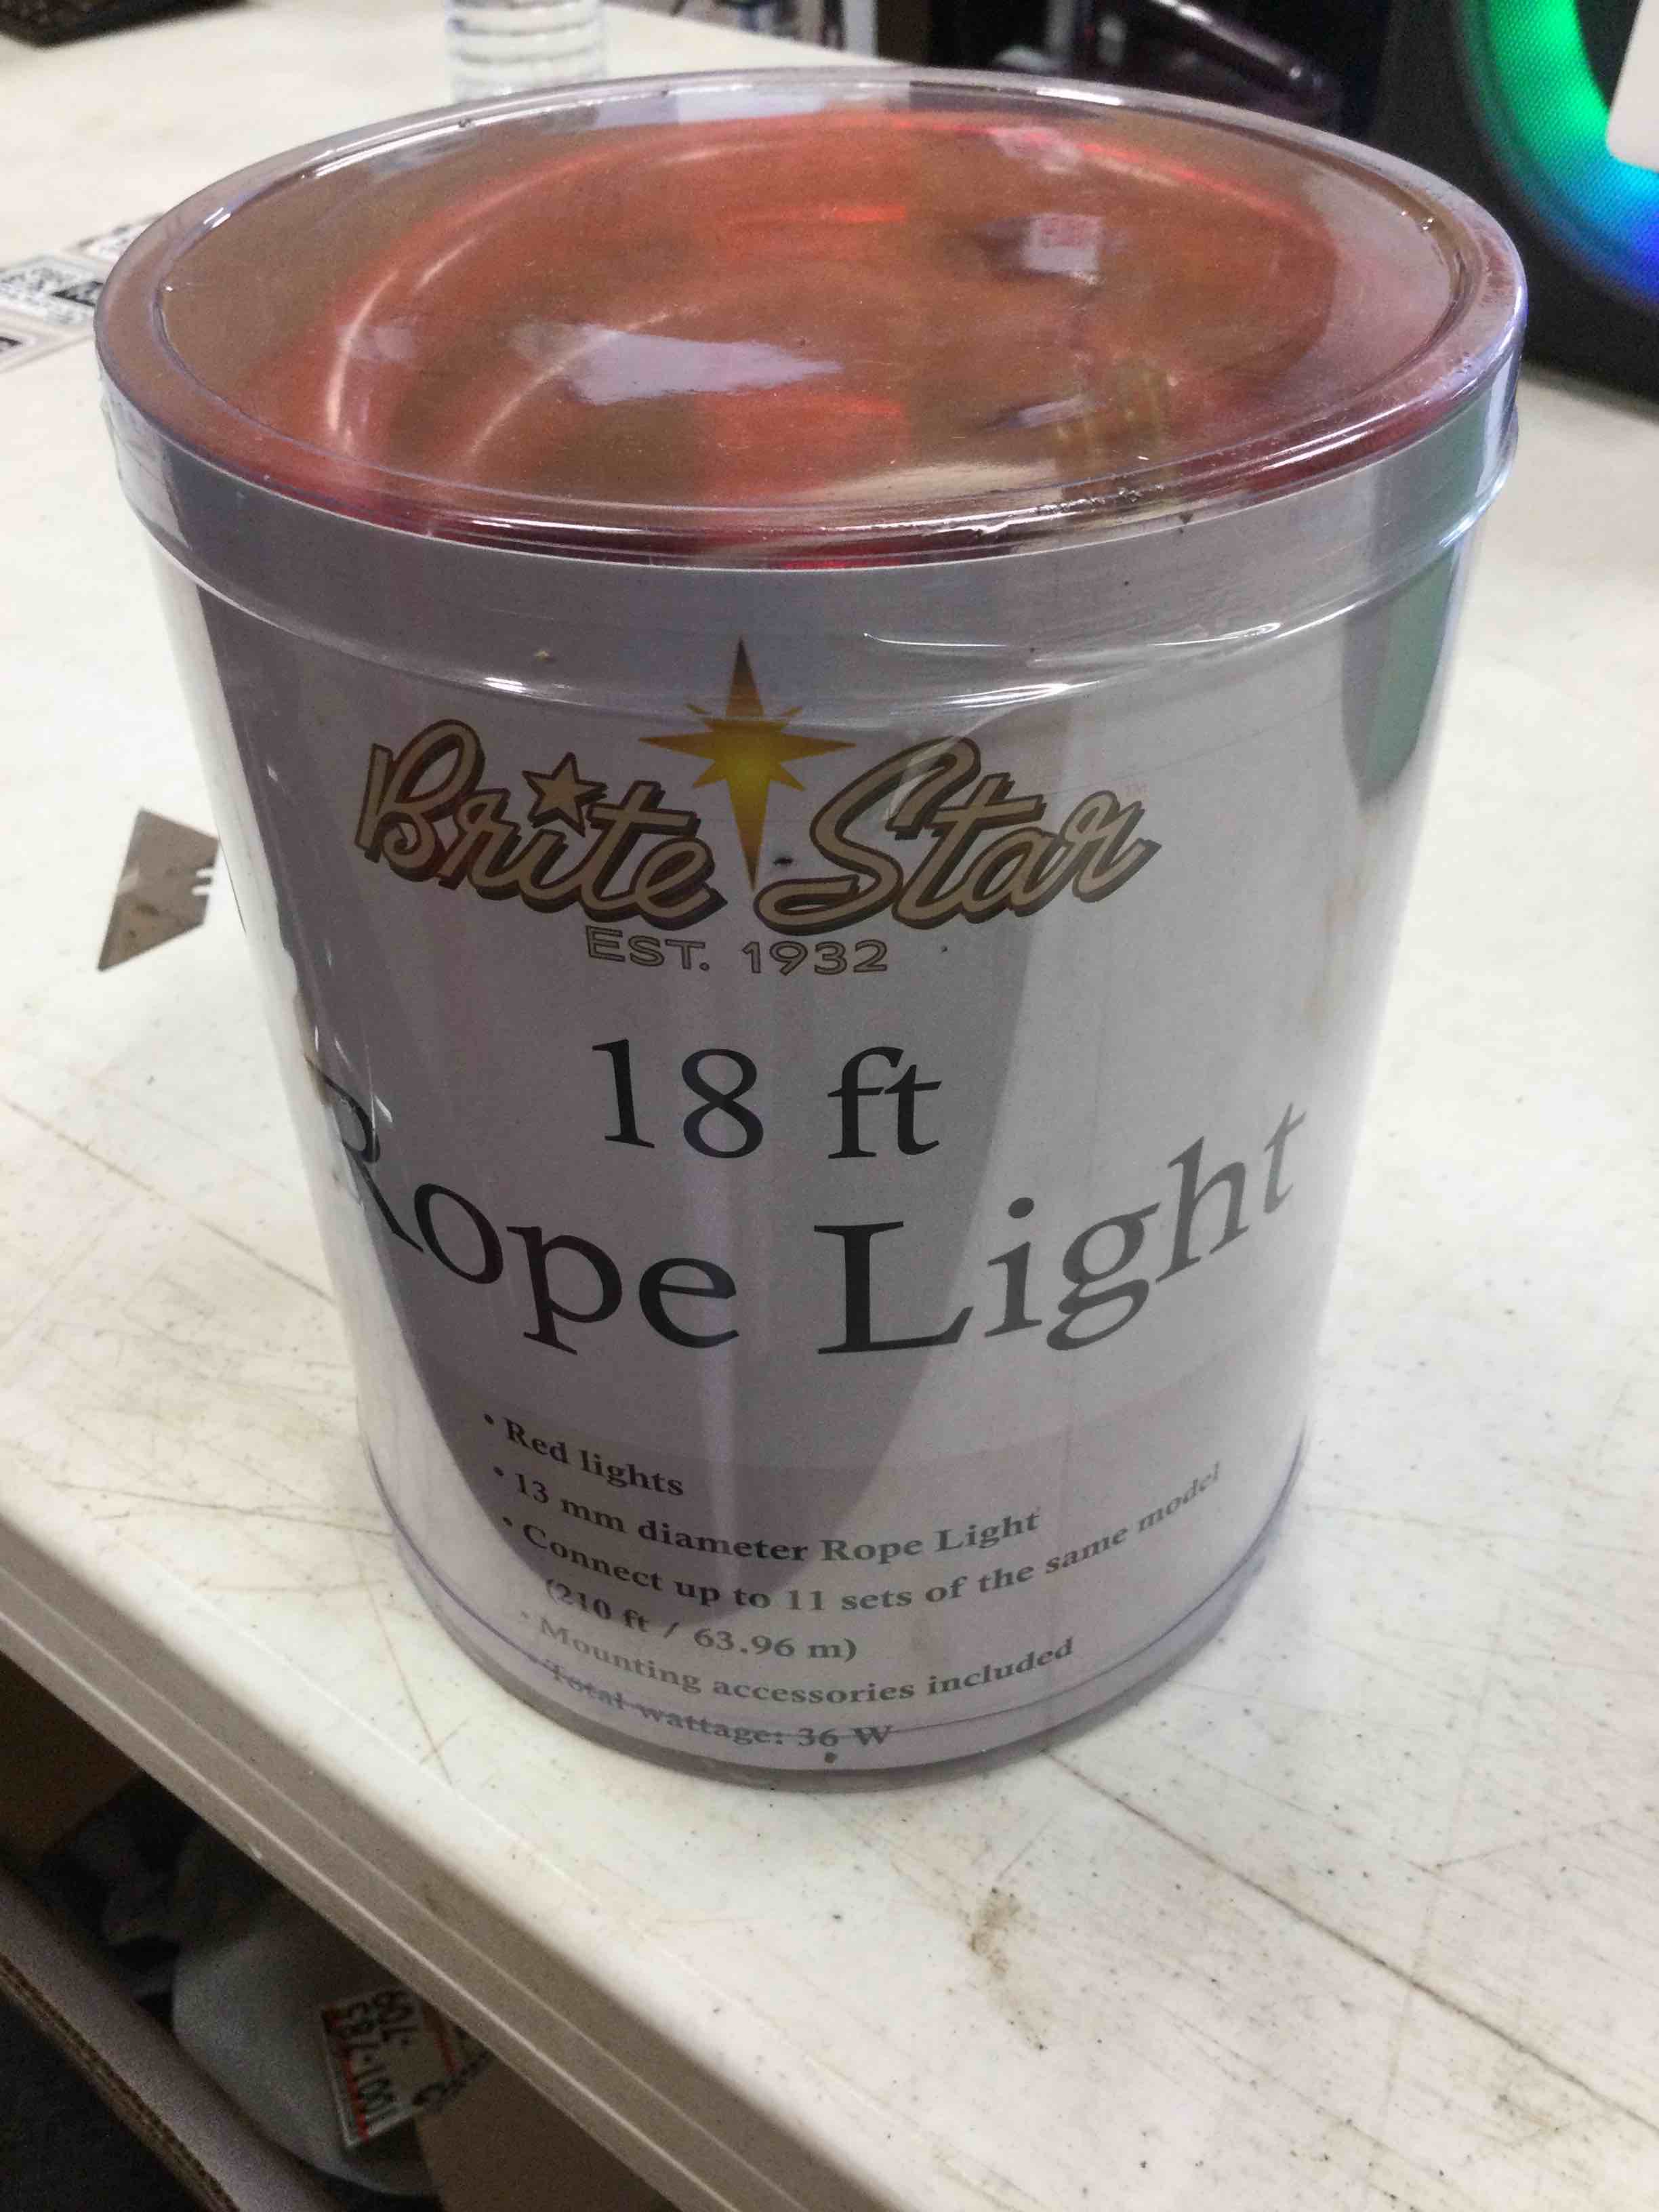 Brite Star™
EST. 1932
18 ft
Rope Light
• Red lights
• 13 mm diameter Rope Light
• Connect up to 11 sets of the same model
(210 ft / 63.96 m)
• Mounting accessories included
• Total wattage: 36 W